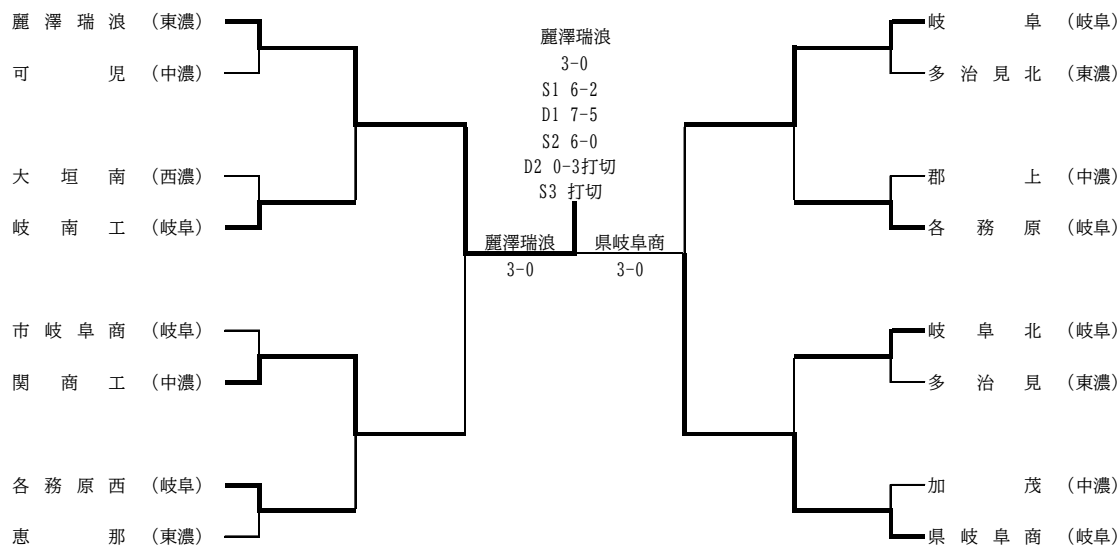 麗澤瑞浪 (東濃)
可児 (中濃)
大垣南 (西濃)
岐南工 (岐阜)
市岐阜商 (岐阜)
関商工 (中濃)
各務原西 (岐阜)
恵那 (東濃)
麗澤瑞浪
3-0
S1 6-2
D1 7-5
S2 6-0
D2 0-3打切
S3 打切
麗澤瑞浪
3-0
県岐阜商
3-0
岐阜 (岐阜)
多治見北 (東濃)
郡上 (中濃)
各務原 (岐阜)
岐阜北 (岐阜)
多治見 (東濃)
加茂 (中濃)
県岐阜商 (岐阜)